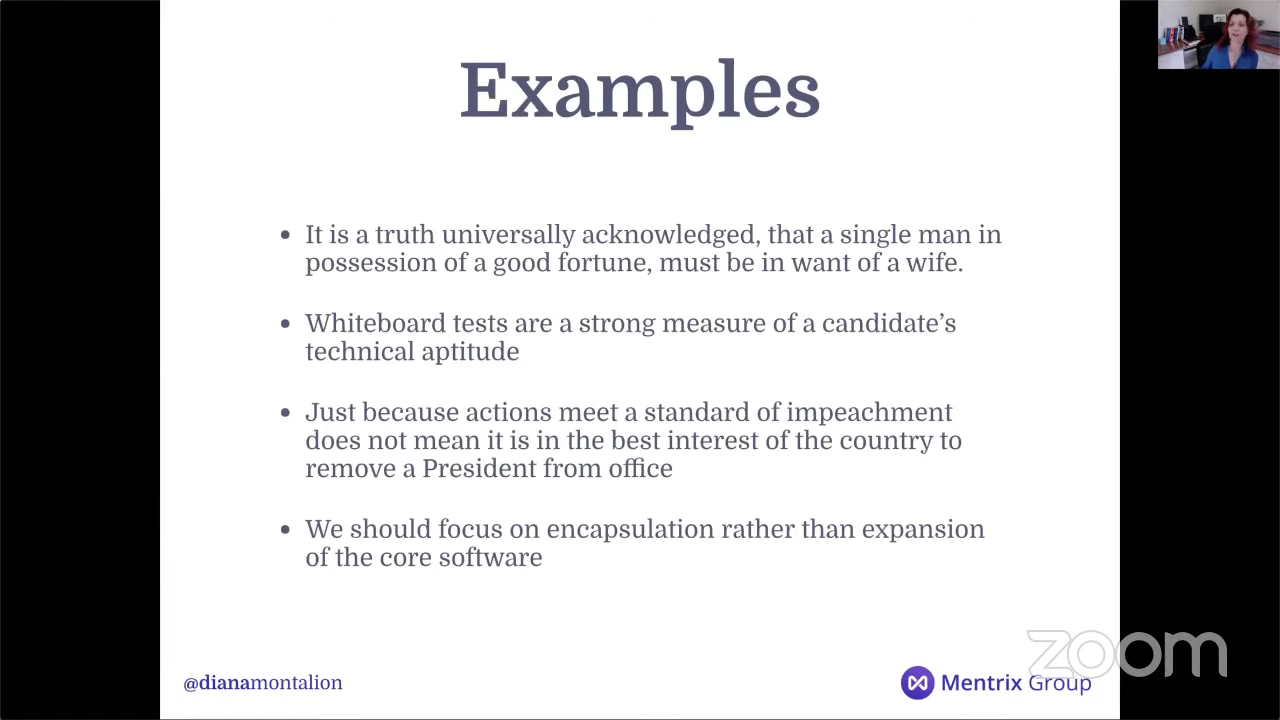 Examples
• It is a truth universally acknowledged, that a single man in
possession of a good fortune, must be in want of a wife.
• Whiteboard tests are a strong measure of a candidate’s
technical aptitude
• Just because actions meet a standard of impeachment
does not mean it is in the best interest of the country to
remove a President from office
• We should focus on encapsulation rather than expansion
of the core software
zoom
@dianamontalion
Mentrix Group